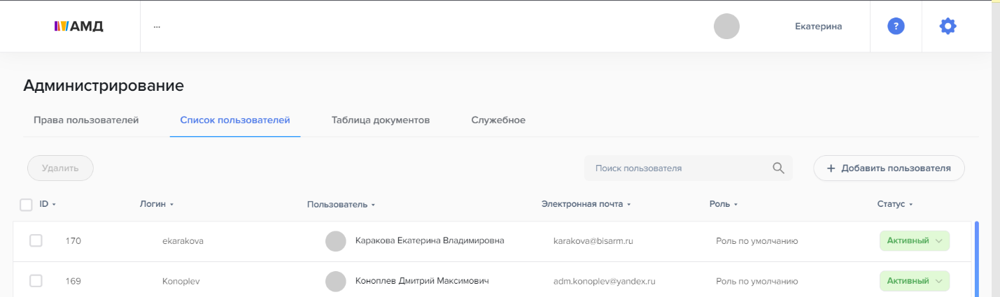 АМД ... Екатерина ?
Администрирование
Права пользователей Список пользователей Таблица документов Служебное
Удалить Поиск пользователя + Добавить пользователя
ID Логин Пользователь Электронная почта Роль Статус
170 ekarakova Каракова Екатерина Владимировна karakova@bisarm.ru Роль по умолчанию Активный
169 Konoplev Коноплев Дмитрий Максимович adm.konoplev@yandex.ru Роль по умолчанию Активный